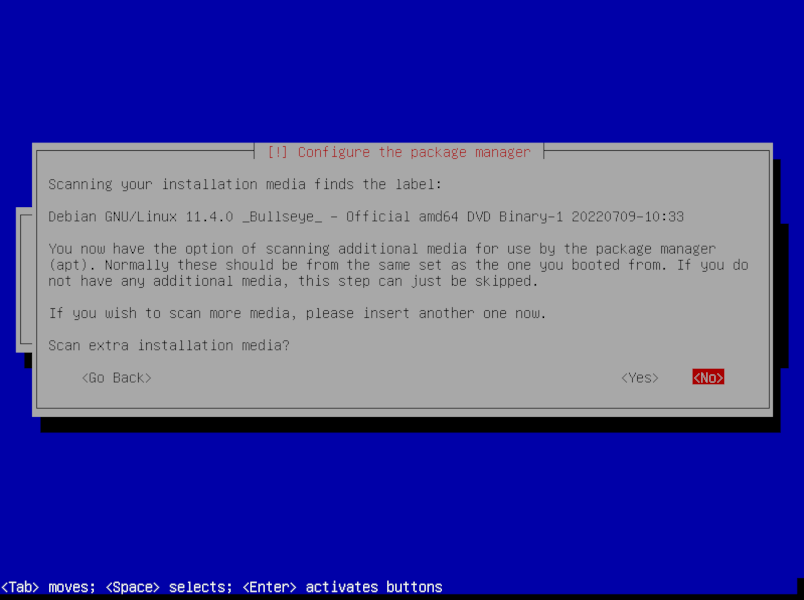 [!] Configure the package manager
Scanning your installation media finds the label:
Debian GNU/Linux 11.4.0 _Bullseye_ - Official amd64 DVD Binary-1 20220709-10:33
You now have the option of scanning additional media for use by the package manager
(apt). Normally these should be from the same set as the one you booted from. If you do
not have any additional media, this step can just be skipped.
If you wish to scan more media, please insert another one now.
Scan extra installation media?
<Go Back> <Yes> <No>
<Tab> moves; <Space> selects; <Enter> activates buttons